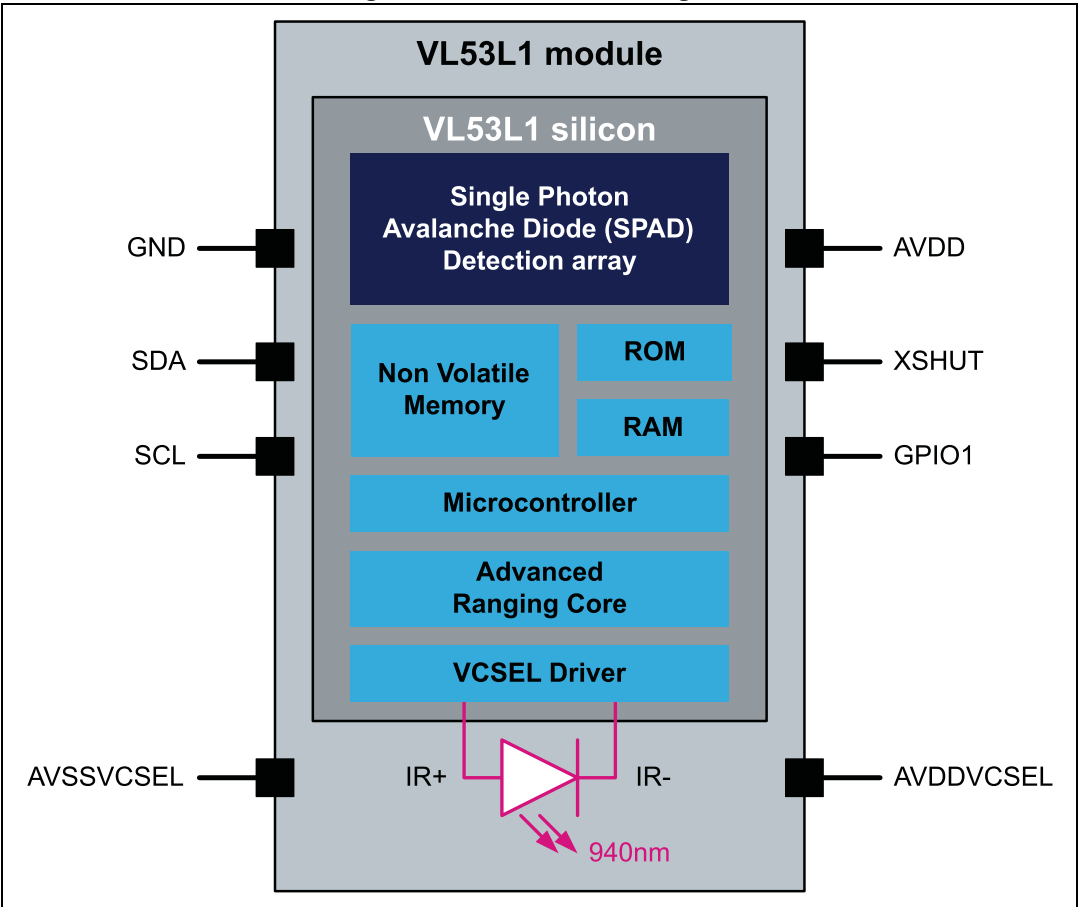 VL53L1 module
VL53L1 silicon
Single Photon
Avalanche Diode (SPAD)
Detection array
GND
AVDD
Non Volatile
Memory
ROM
SDA
XSHUT
RAM
SCL
GPIO1
Microcontroller
Advanced
Ranging Core
VCSEL Driver
AVSSVCSEL
IR+
IR-
AVDDVCSEL
940nm